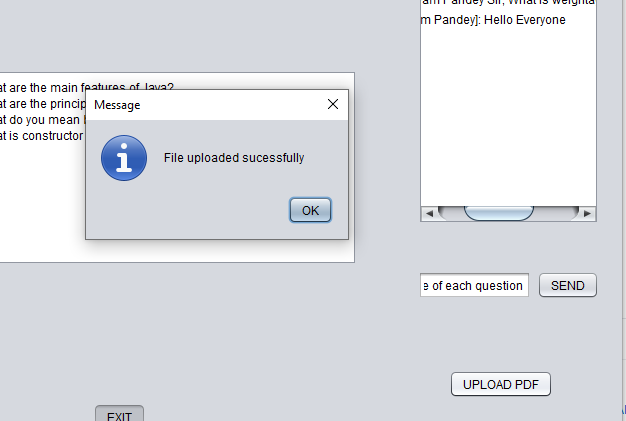 am Pandey Sir, What is weighta
m Pandey]: Hello Everyone
at are the main features of Java?
at are the princip
at do you mean
at is constructor
Message
File uploaded sucessfully
OK
e of each question
SEND
UPLOAD PDF
EXIT